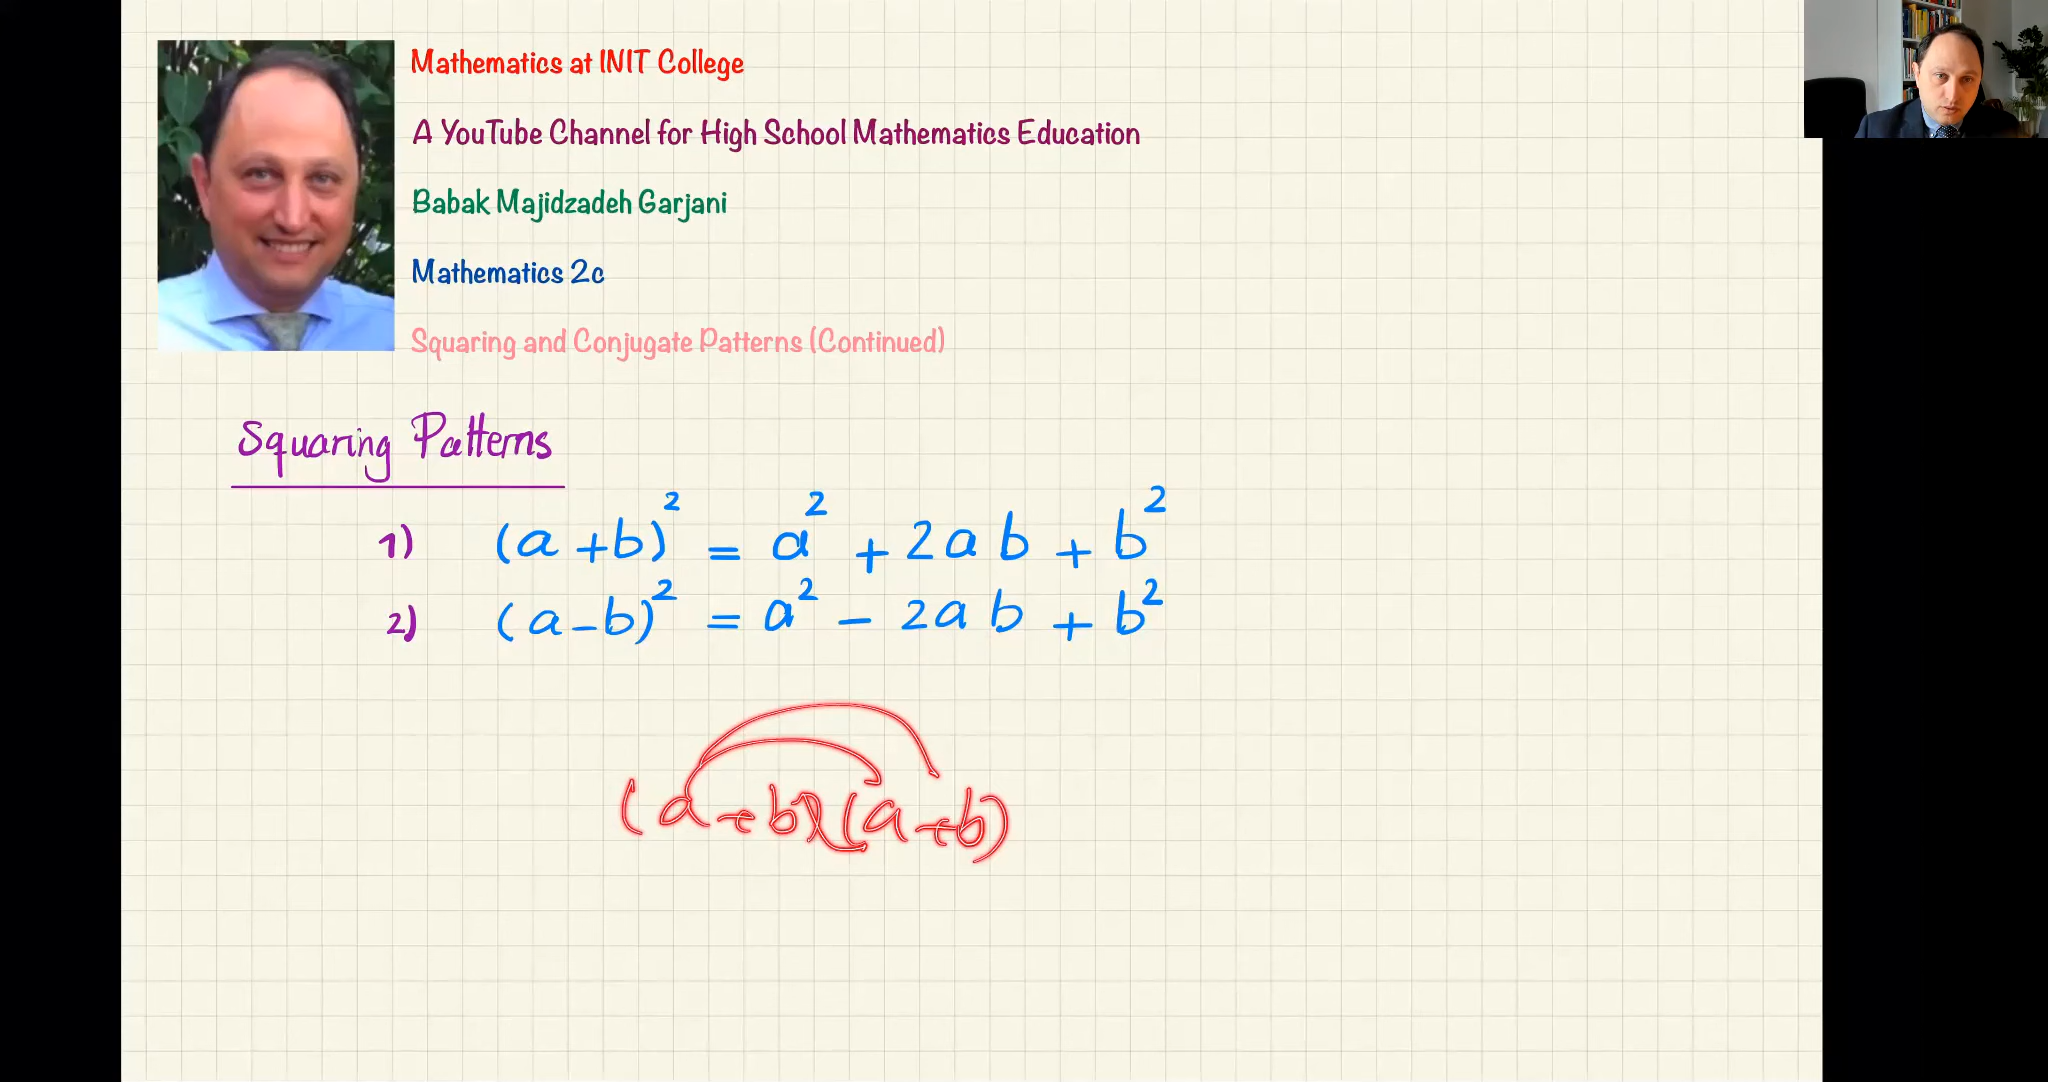 Mathematics at INIT College
A YouTube Channel for High School Mathematics Education
Babak Majidzadeh Garjani
Mathematics 2c
Squaring and Conjugate Patterns (Continued)
Squaring Patterns
1) (a+b)² = a² + 2ab + b²
2) (a-b)² = a² - 2ab + b²
(a+b)(a+b)